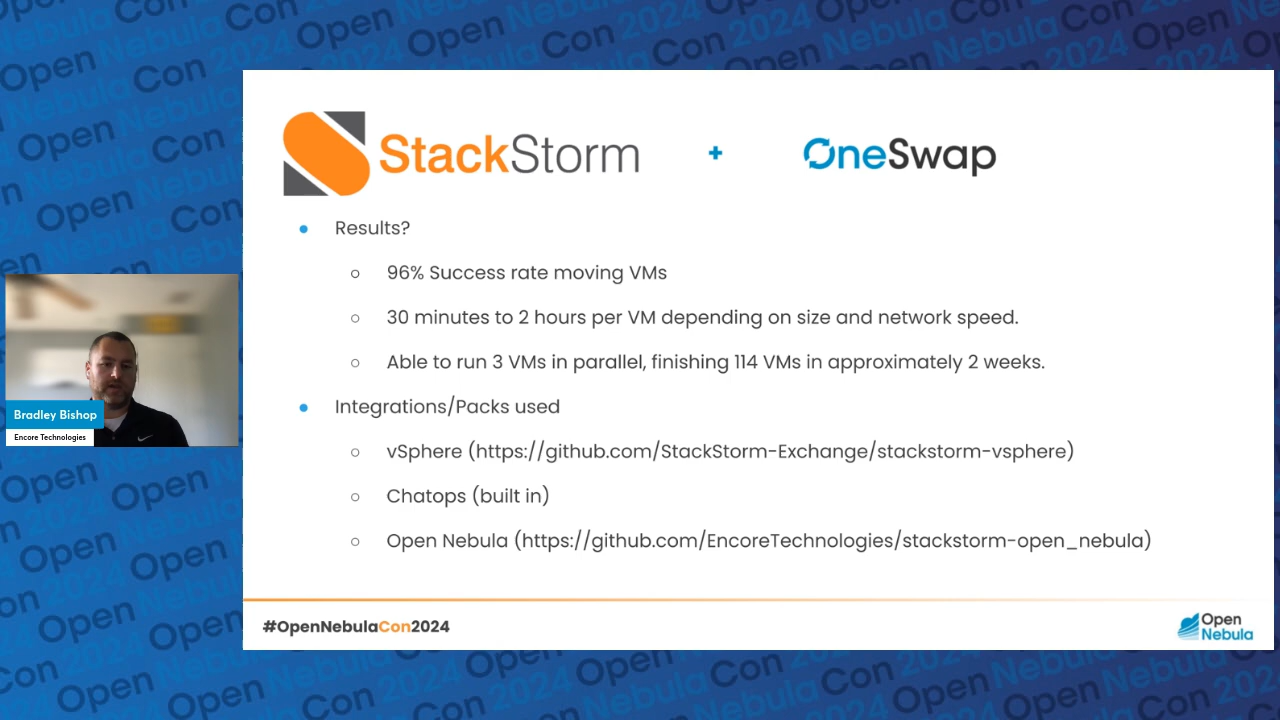 StackStorm
+
OneSwap
Results?
96% Success rate moving VMs
30 minutes to 2 hours per VM depending on size and network speed.
Able to run 3 VMs in parallel, finishing 114 VMs in approximately 2 weeks.
Integrations/Packs used
vSphere (https://github.com/StackStorm-Exchange/stackstorm-vsphere)
Chatops (built in)
Open Nebula (https://github.com/EncoreTechnologies/stackstorm-open_nebula)
Bradley Bishop
Encore Technologies
#OpenNebulaCon2024
Open
Nebula